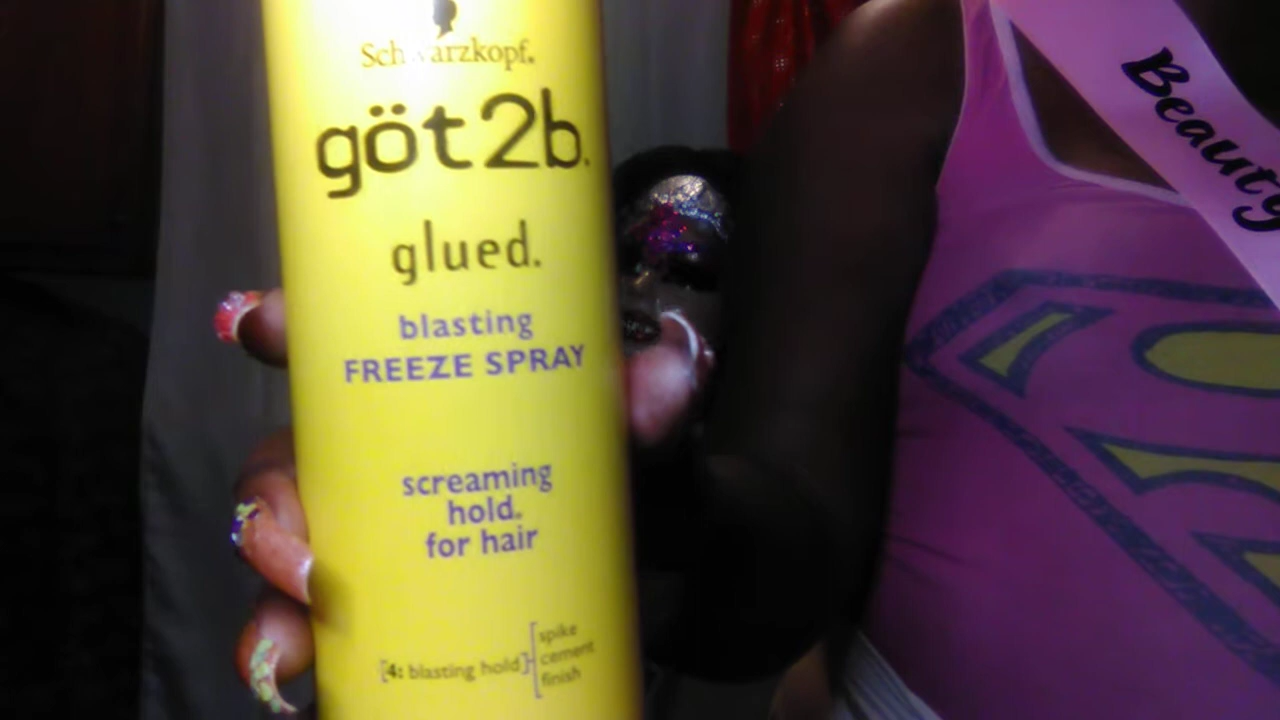 Schwarzkopf.
göt2b.
glued.
blasting
FREEZE SPRAY
screaming
hold.
for hair
[4: blasting hold]
spike
cement
finish
Beauty